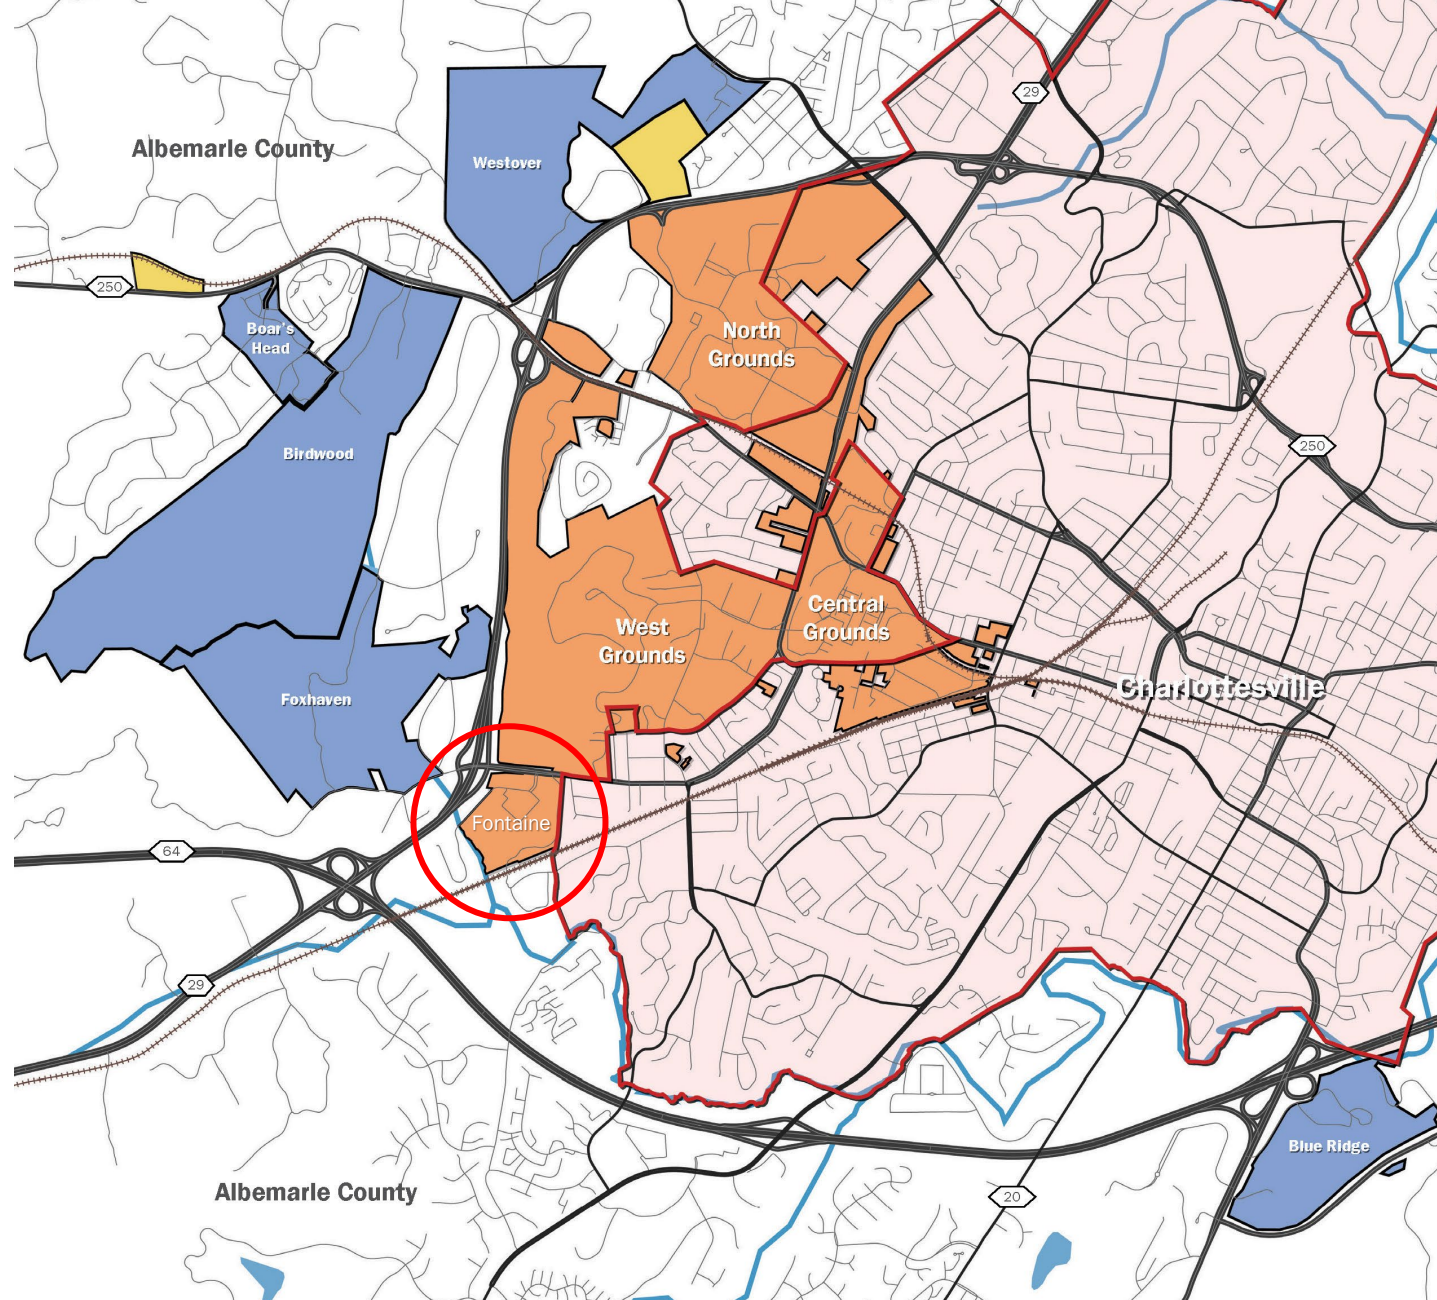 29
Albemarle County
Westover
250
Boar's
Head
North
Grounds
250
Birdwood
Central
Grounds
West
Grounds
Charlottesville
Foxhaven
Fontaine
64
29
Blue Ridge
Albemarle County
20